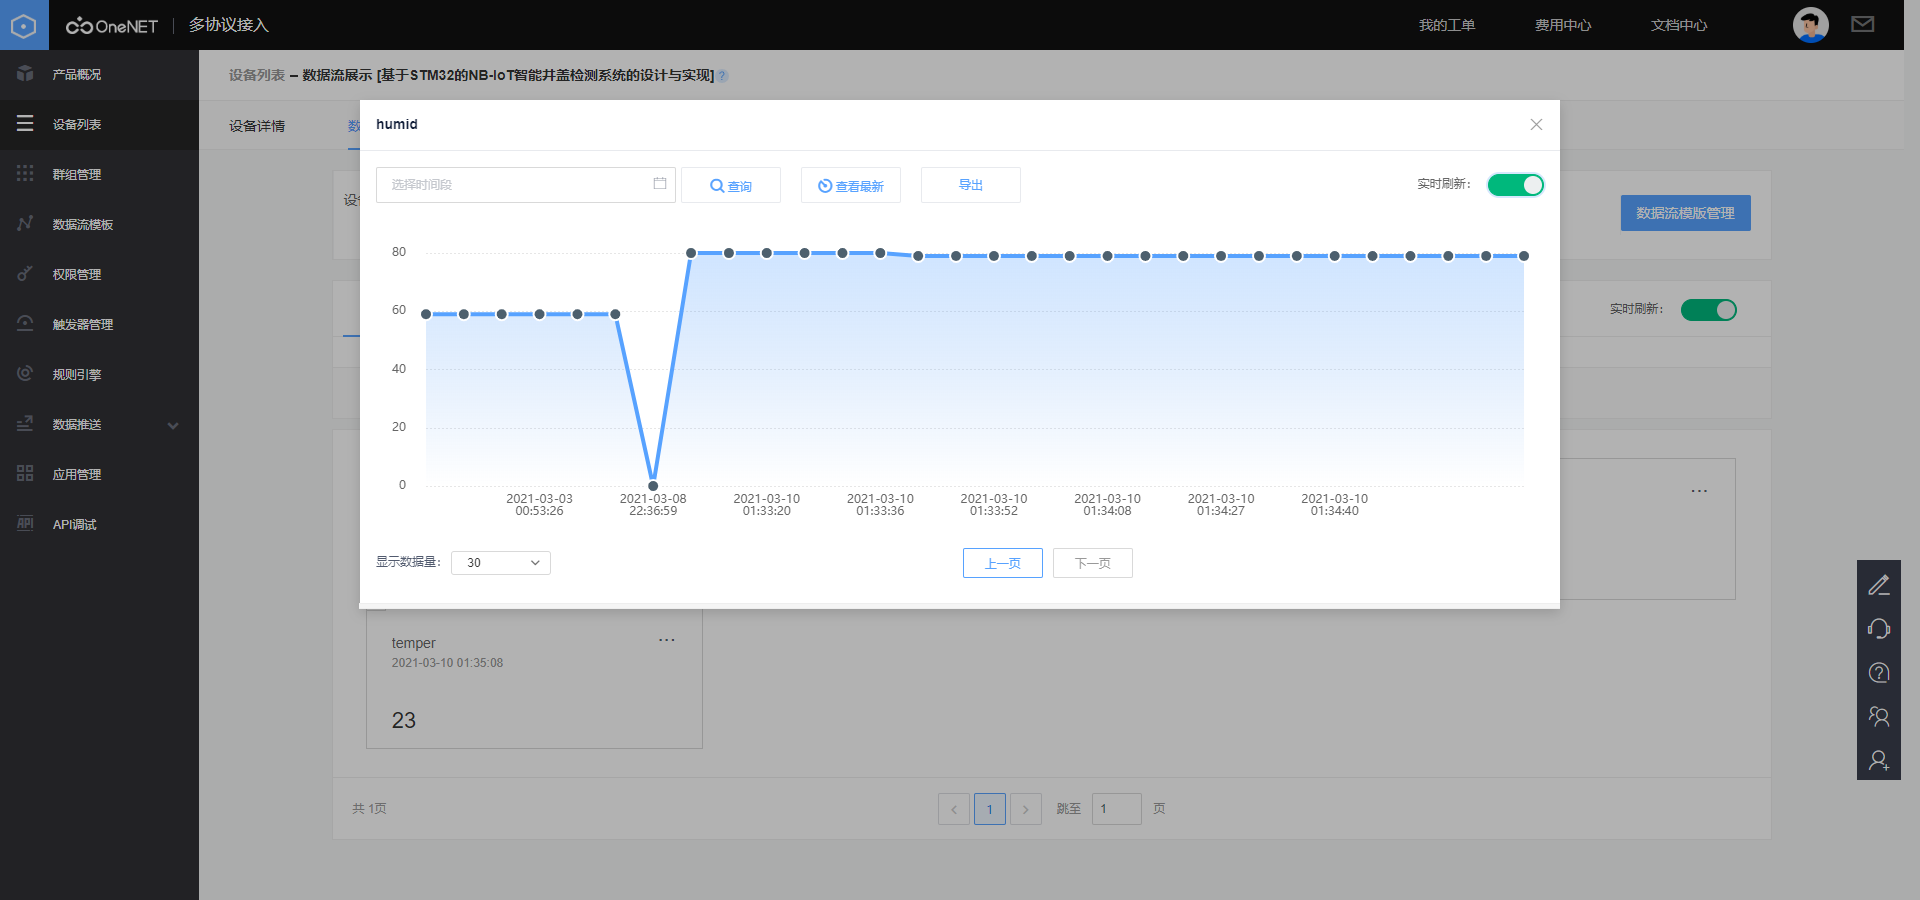 OneNET | 多协议接入
我的工单
费用中心
文档中心
产品概况
设备列表
群组管理
数据流模板
权限管理
触发器管理
规则引擎
数据推送
应用管理
API调试
设备列表 – 数据流展示 [基于STM32的NB-IoT智能井盖检测系统的设计与实现] ?
设备详情
数
设
数据流模版管理
实时刷新：
humid
选择时间段
查询
查看最新
导出
实时刷新：
80
60
40
20
0
2021-03-03
00:53:26
2021-03-08
22:36:59
2021-03-10
01:33:20
2021-03-10
01:33:36
2021-03-10
01:33:52
2021-03-10
01:34:08
2021-03-10
01:34:27
2021-03-10
01:34:40
显示数据量：
30
上一页
下一页
temper
2021-03-10 01:35:08
23
共 1页
< 1 > 跳至 1 页